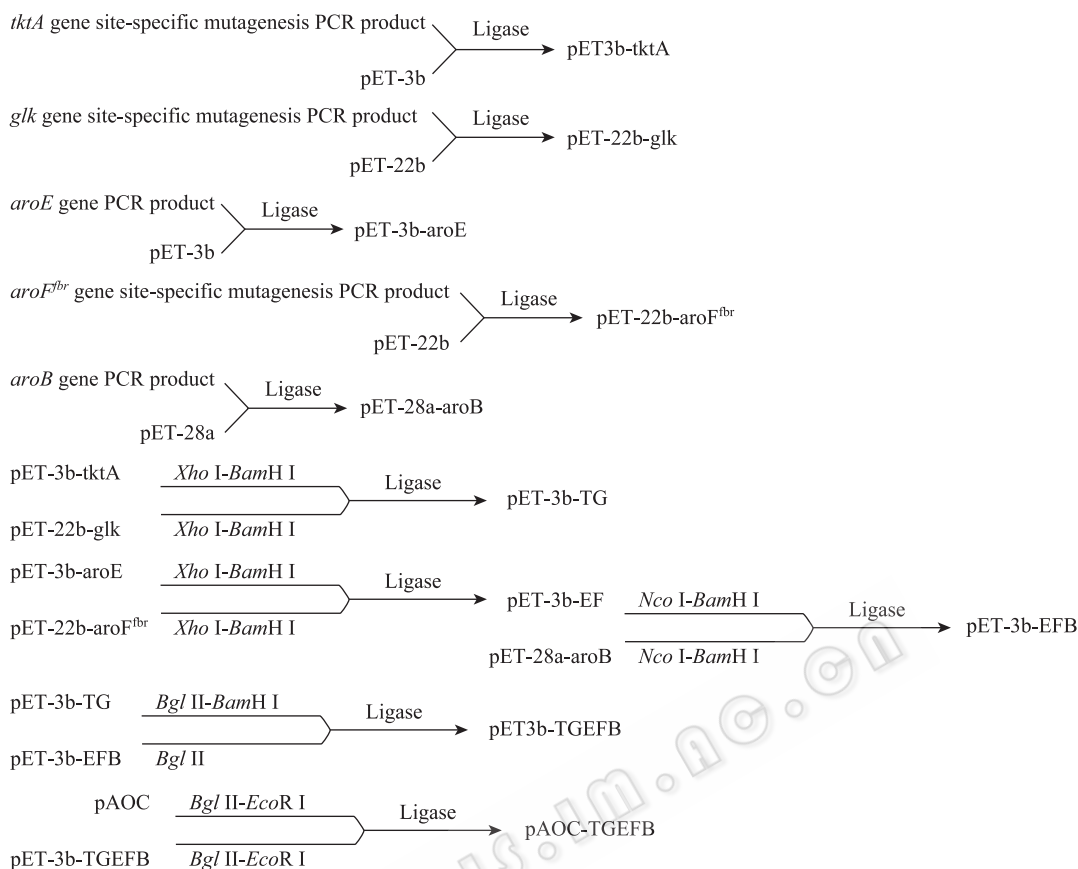 tktA gene site-specific mutagenesis PCR product
Ligase
pET3b-tktA
pET-3b
glk gene site-specific mutagenesis PCR product
Ligase
pET-22b-glk
pET-22b
aroE gene PCR product
Ligase
pET-3b-aroE
pET-3b
aroF^fbr gene site-specific mutagenesis PCR product
Ligase
pET-22b-aroF^fbr
pET-22b
aroB gene PCR product
Ligase
pET-28a-aroB
pET-28a
pET-3b-tktA Xho I-BamH I
Ligase
pET-3b-TG
pET-22b-glk Xho I-BamH I
pET-3b-aroE Xho I-BamH I
Ligase
pET-3b-EF Nco I-BamH I
Ligase
pET-3b-EFB
pET-22b-aroF^fbr Xho I-BamH I
pET-28a-aroB Nco I-BamH I
pET-3b-TG Bgl II-BamH I
Ligase
pET3b-TGEFB
pET-3b-EFB Bgl II
pAOC Bgl II-EcoR I
Ligase
pAOC-TGEFB
pET-3b-TGEFB Bgl II-EcoR I